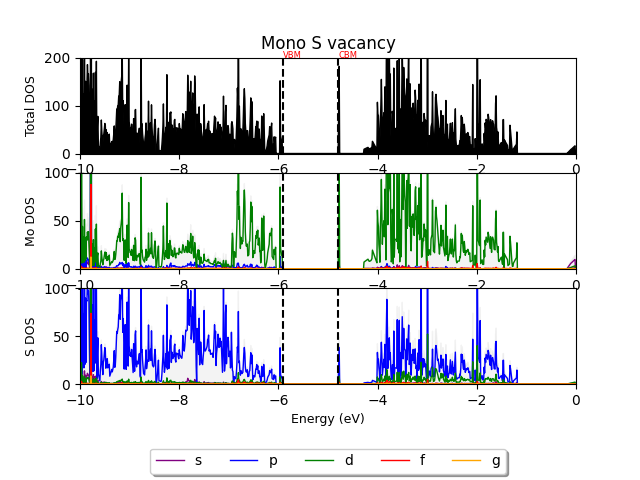 Mono S vacancy
VBM CBM
Total DOS
200
100
0
−10 −8 −6 −4 −2 0
Mo DOS
100
50
0
−10 −8 −6 −4 −2 0
S DOS
100
50
0
−10 −8 −6 −4 −2 0
Energy (eV)
s p d f g